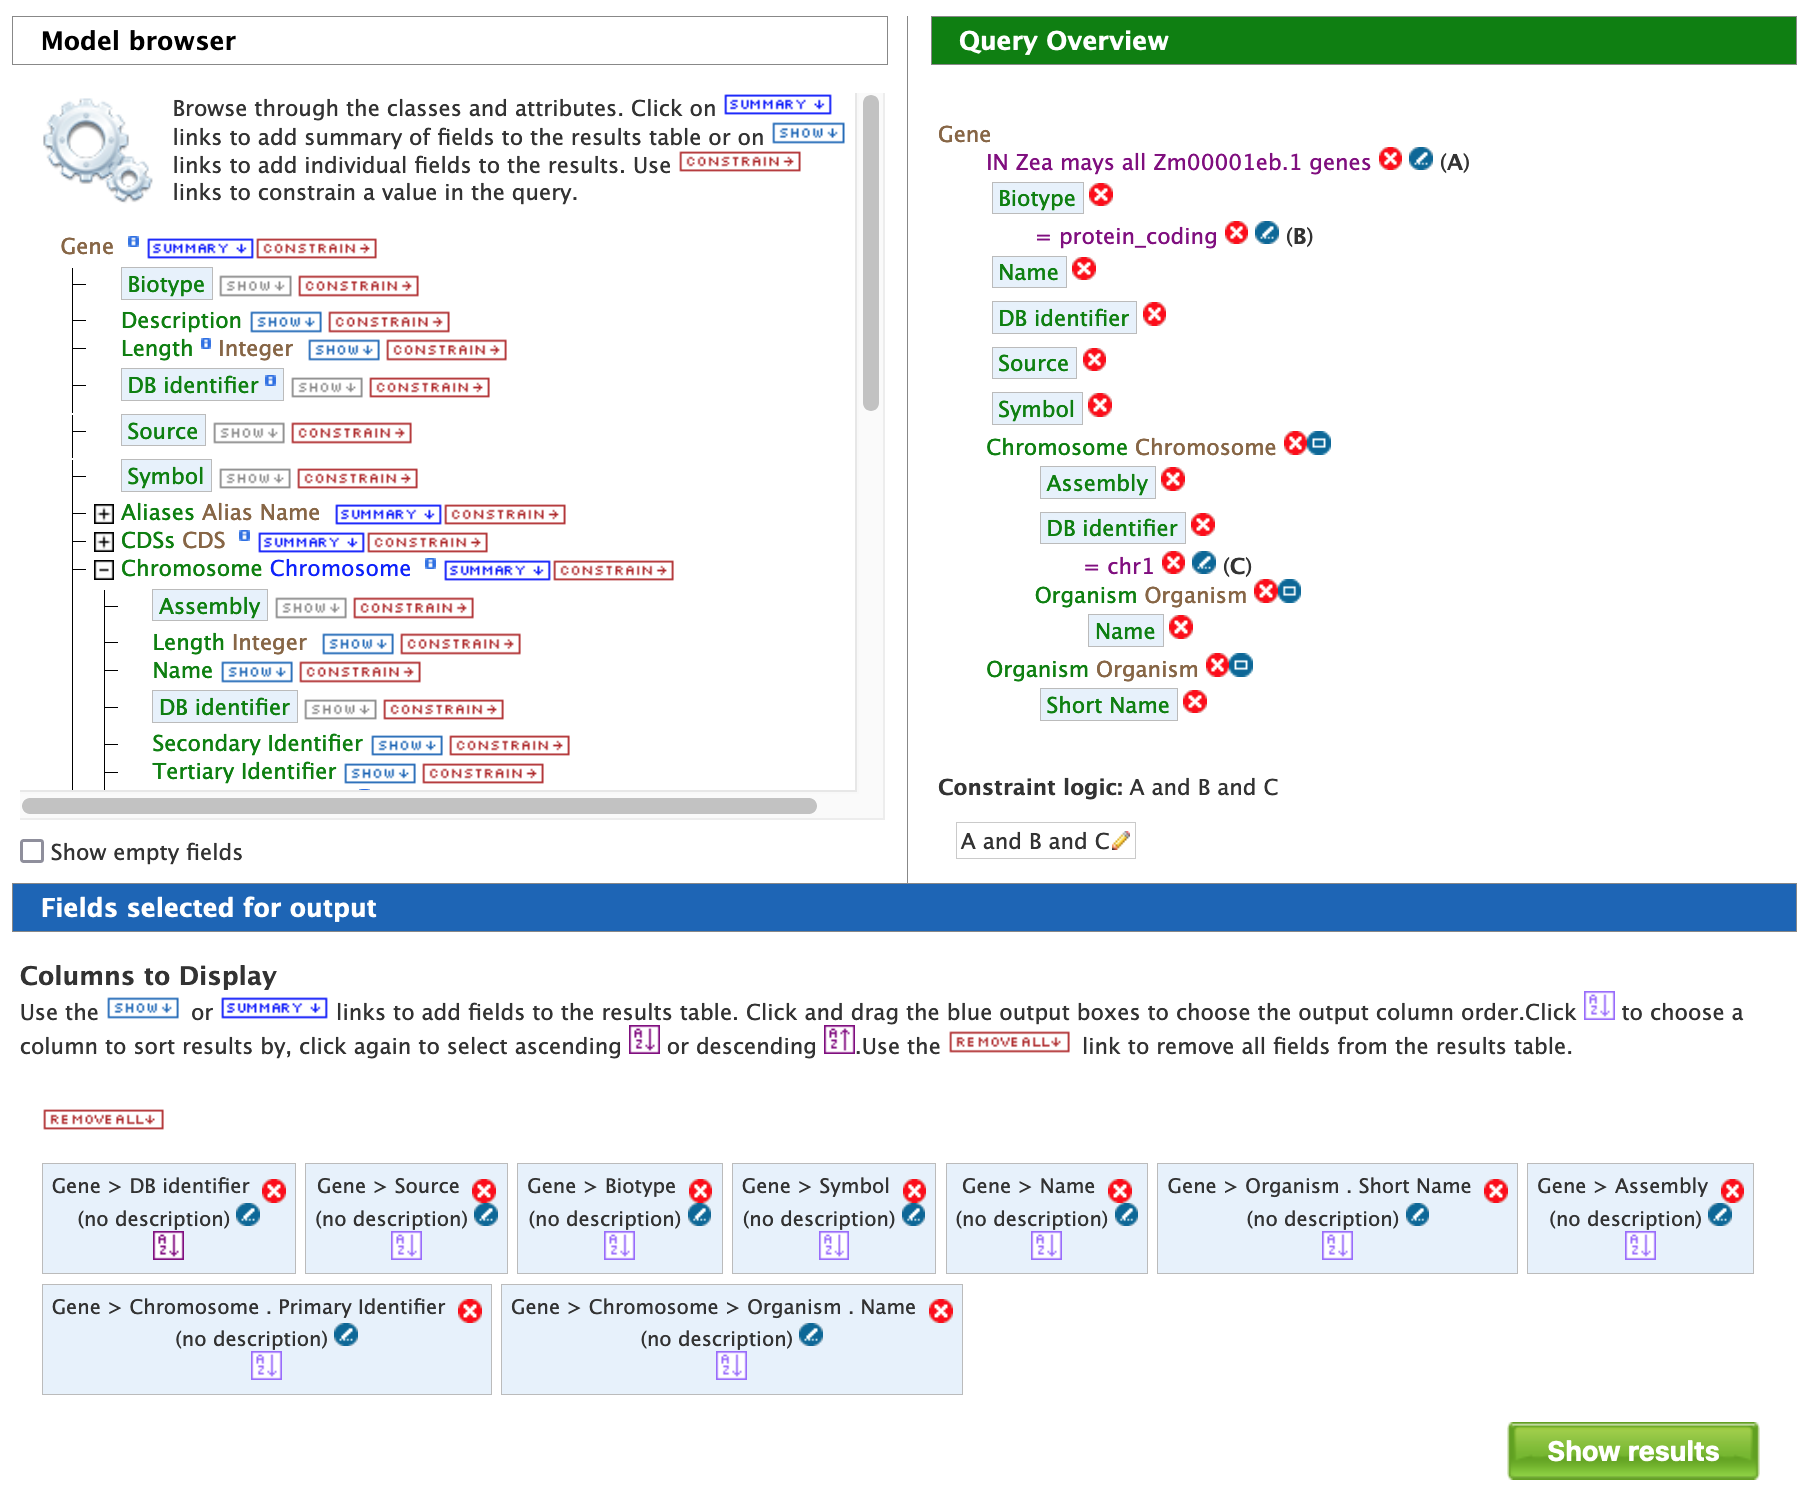 Model browser
Browse through the classes and attributes. Click on SUMMARY ↓
links to add summary of fields to the results table or on SHOW ↓
links to add individual fields to the results. Use CONSTRAIN →
links to constrain a value in the query.
Gene SUMMARY ↓ CONSTRAIN →
Biotype SHOW ↓ CONSTRAIN →
Description SHOW ↓ CONSTRAIN →
Length Integer SHOW ↓ CONSTRAIN →
DB identifier SHOW ↓ CONSTRAIN →
Source SHOW ↓ CONSTRAIN →
Symbol SHOW ↓ CONSTRAIN →
Aliases Alias Name SUMMARY ↓ CONSTRAIN →
CDSs CDS SUMMARY ↓ CONSTRAIN →
Chromosome Chromosome SUMMARY ↓ CONSTRAIN →
Assembly SHOW ↓ CONSTRAIN →
Length Integer SHOW ↓ CONSTRAIN →
Name SHOW ↓ CONSTRAIN →
DB identifier SHOW ↓ CONSTRAIN →
Secondary Identifier SHOW ↓ CONSTRAIN →
Tertiary Identifier SHOW ↓ CONSTRAIN →
Show empty fields
Query Overview
Gene
IN Zea mays all Zm00001eb.1 genes (A)
Biotype
= protein_coding (B)
Name
DB identifier
Source
Symbol
Chromosome Chromosome
Assembly
DB identifier
= chr1 (C)
Organism Organism
Name
Organism Organism
Short Name
Constraint logic: A and B and C
A and B and C
Fields selected for output
Columns to Display
Use the SHOW ↓ or SUMMARY ↓ links to add fields to the results table. Click and drag the blue output boxes to choose the output column order.Click AZ↓ to choose a
column to sort results by, click again to select ascending AZ↓ or descending AZ↑.Use the REMOVE ALL ↓ link to remove all fields from the results table.
REMOVE ALL ↓
Gene > DB identifier
(no description)
AZ↓
Gene > Source
(no description)
AZ↓
Gene > Biotype
(no description)
AZ↓
Gene > Symbol
(no description)
AZ↓
Gene > Name
(no description)
AZ↓
Gene > Organism . Short Name
(no description)
AZ↓
Gene > Assembly
(no description)
AZ↓
Gene > Chromosome . Primary Identifier
(no description)
AZ↓
Gene > Chromosome > Organism . Name
(no description)
AZ↓
Show results